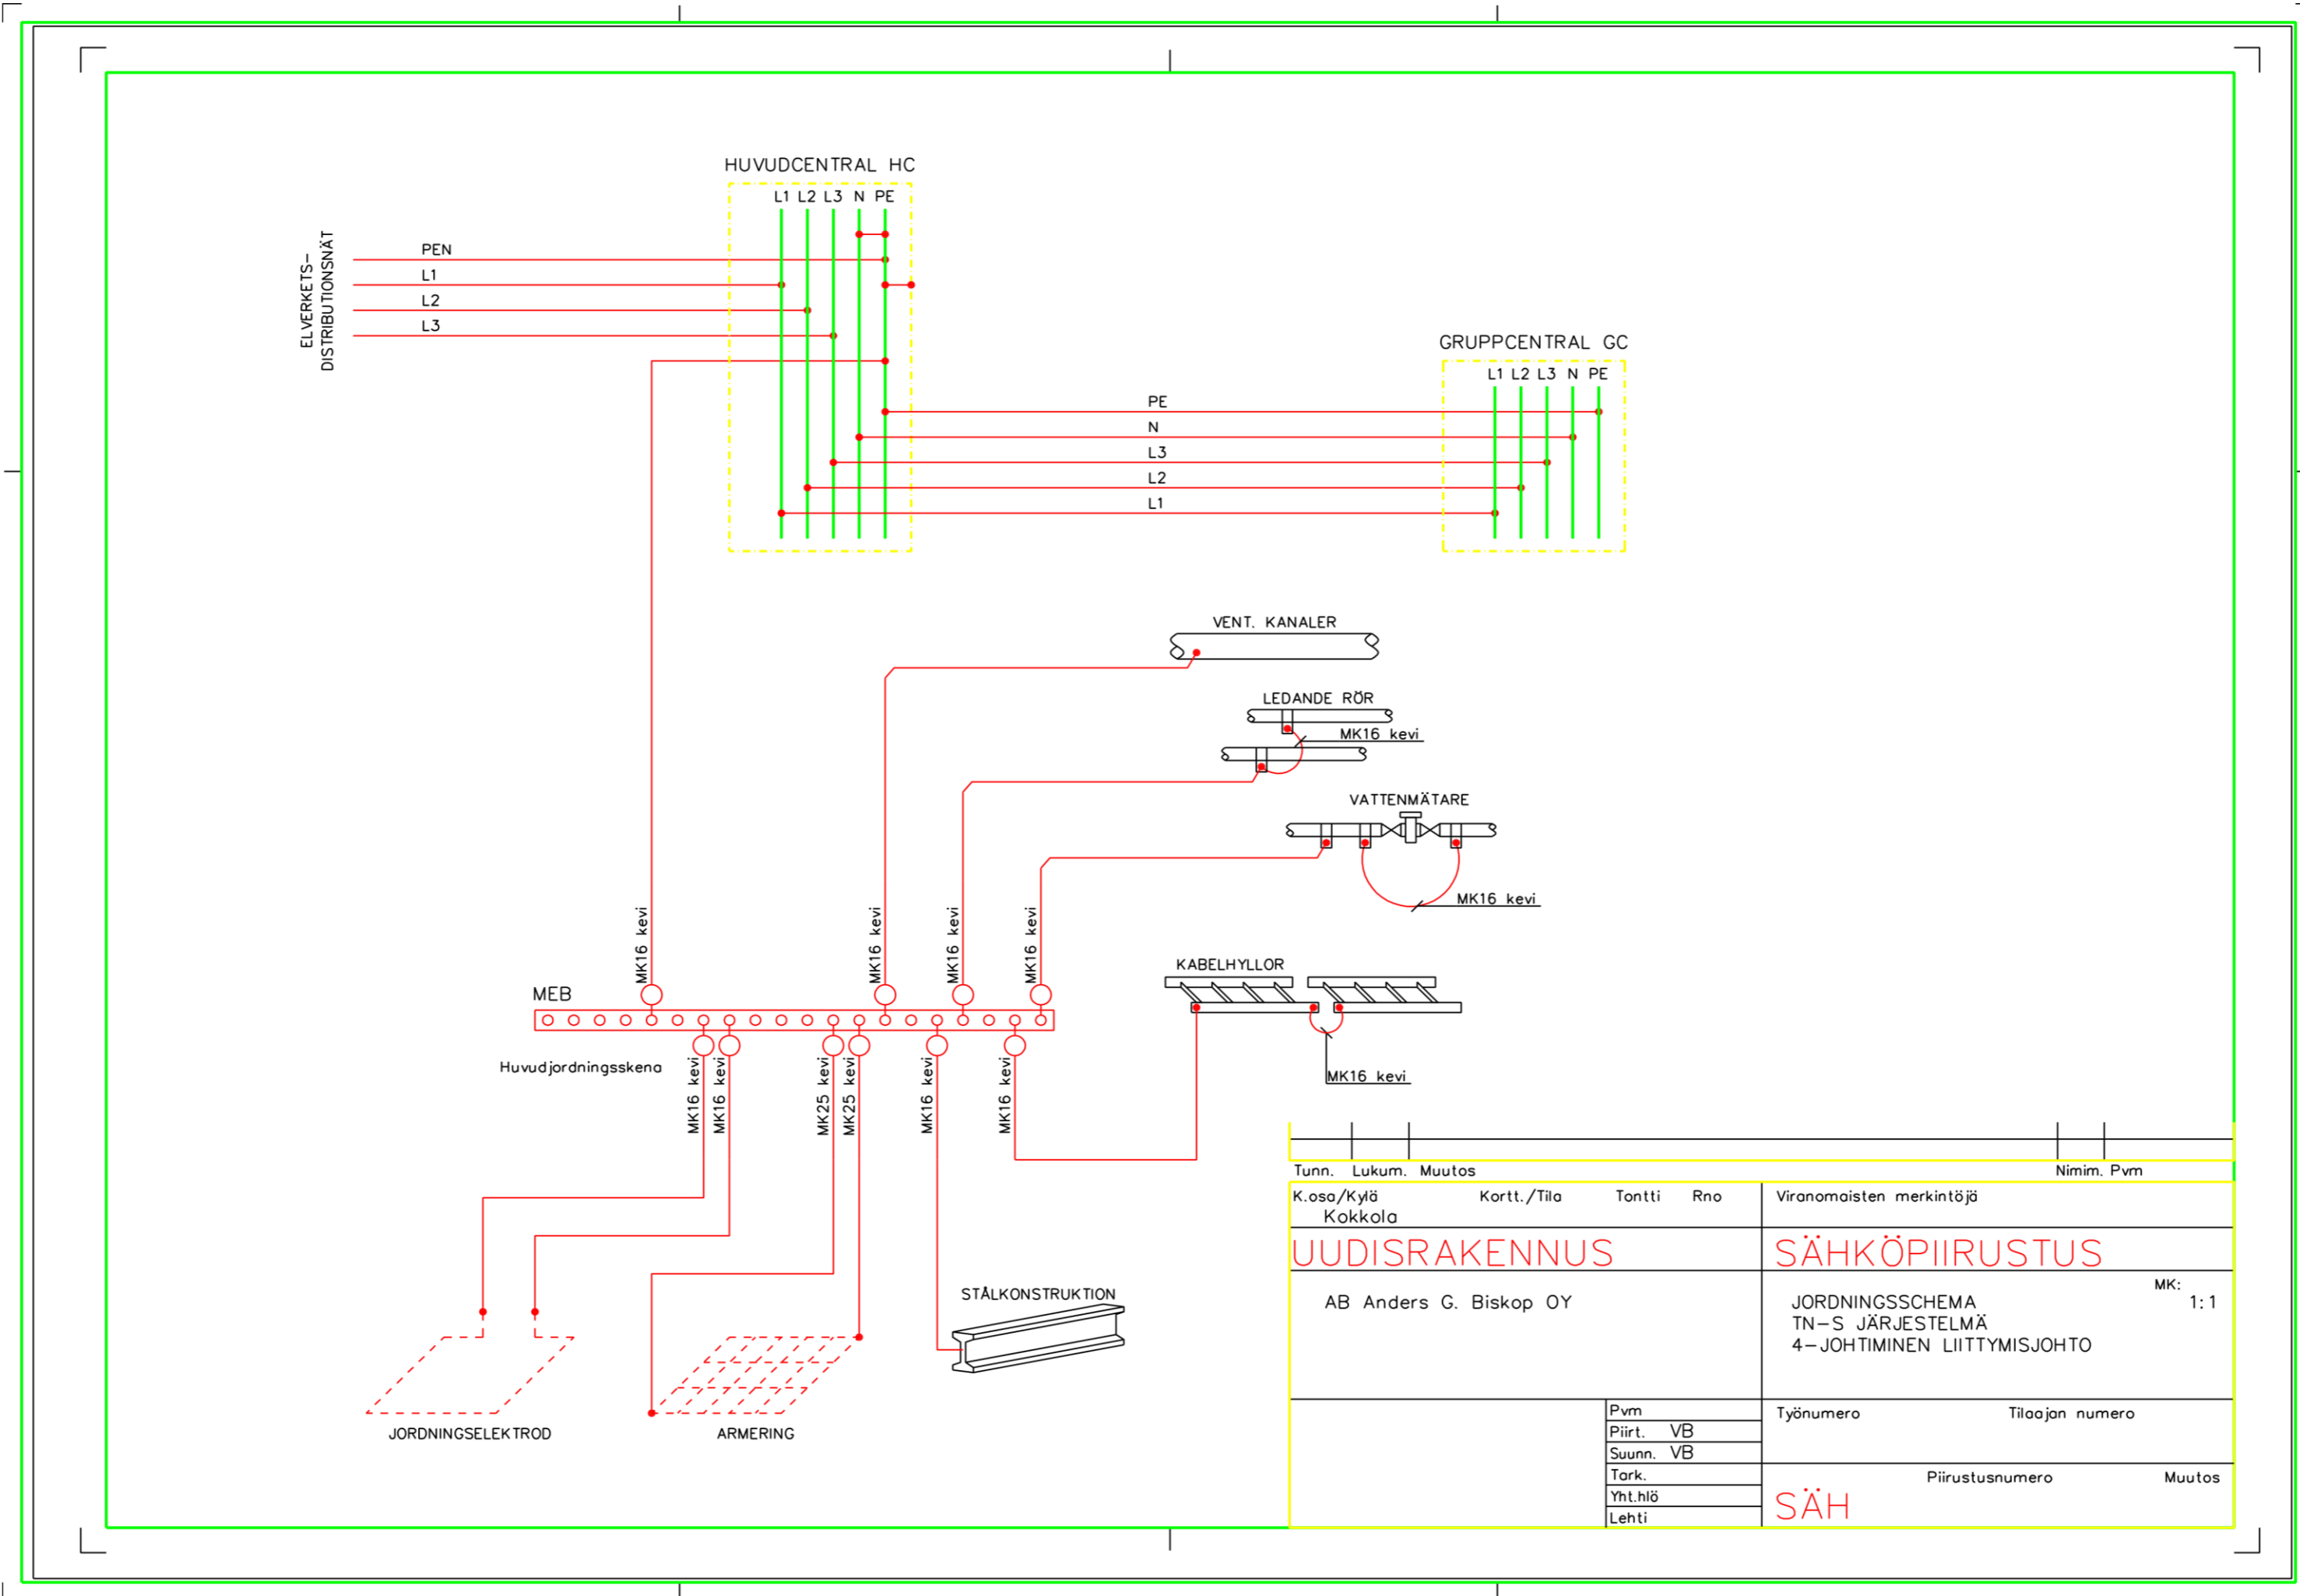 HUVUDCENTRAL HC
L1 L2 L3 N PE
ELVERKETS-
DISTRIBUTIONSNÄT
PEN
L1
L2
L3
GRUPPCENTRAL GC
L1 L2 L3 N PE
PE
N
L3
L2
L1
VENT. KANALER
LEDANDE RÖR
MK16 kevi
VATTENMÄTARE
MK16 kevi
MK16 kevi
MK16 kevi
MK16 kevi
MK16 kevi
KABELHYLLOR
MK16 kevi
MEB
Huvudjordningsskena
MK16 kevi
MK16 kevi
MK25 kevi
MK25 kevi
MK16 kevi
MK16 kevi
STÅLKONSTRUKTION
JORDNINGSELEKTROD
ARMERING
Tunn. Lukum. Muutos Nimim. Pvm
K.osa/Kylä Kortt./Tila Tontti Rno Viranomaisten merkintöjä
Kokkola
UUDISRAKENNUS SÄHKÖPIIRUSTUS
MK:
AB Anders G. Biskop OY JORDNINGSSCHEMA 1:1
TN-S JÄRJESTELMÄ
4-JOHTIMINEN LIITTYMISJOHTO
Pvm Työnumero Tilaajan numero
Piirt. VB
Suunn. VB
Tark. Piirustusnumero Muutos
Yht.hlö
SÄH
Lehti